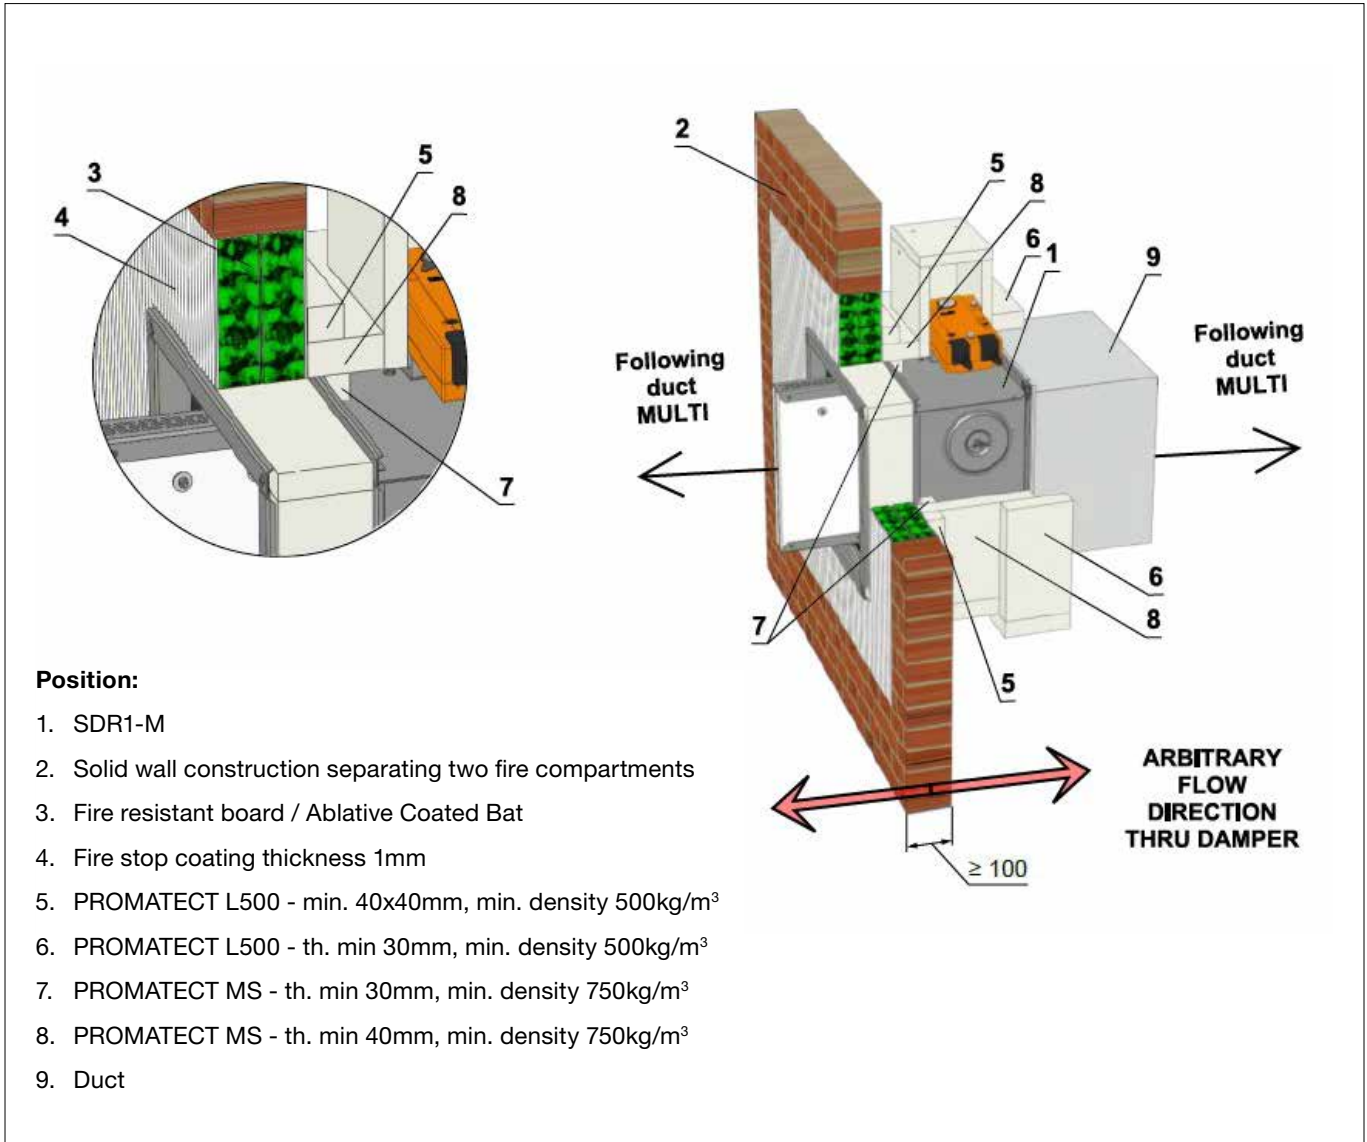 3
4
5
8
7
2
5
8
6
1
9
Following
duct
MULTI
Following
duct
MULTI
7
6
8
5
ARBITRARY
FLOW
DIRECTION
THRU DAMPER
≥ 100
Position:
1. SDR1-M
2. Solid wall construction separating two fire compartments
3. Fire resistant board / Ablative Coated Bat
4. Fire stop coating thickness 1mm
5. PROMATECT L500 - min. 40x40mm, min. density 500kg/m³
6. PROMATECT L500 - th. min 30mm, min. density 500kg/m³
7. PROMATECT MS - th. min 30mm, min. density 750kg/m³
8. PROMATECT MS - th. min 40mm, min. density 750kg/m³
9. Duct